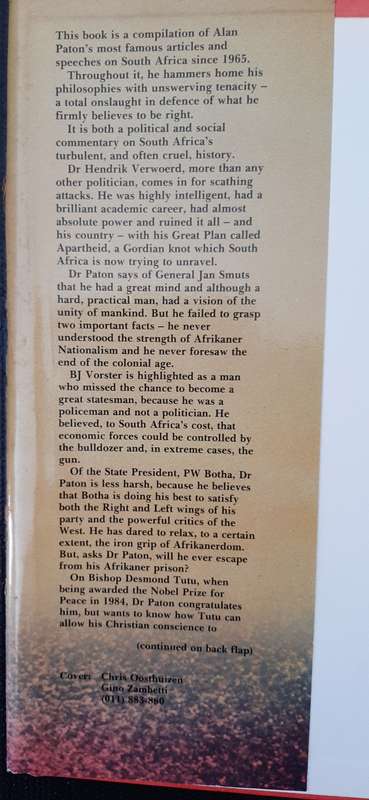 This book is a compilation of Alan
Paton's most famous articles and
speeches on South Africa since 1965.
Throughout it, he hammers home his
philosophies with unswerving tenacity –
a total onslaught in defence of what he
firmly believes to be right.
It is both a political and social
commentary on South Africa's
turbulent, and often cruel, history.
Dr Hendrik Verwoerd, more than any
other politician, comes in for scathing
attacks. He was highly intelligent, had a
brilliant academic career, had almost
absolute power and ruined it all – and
his country – with his Great Plan called
Apartheid, a Gordian knot which South
Africa is now trying to unravel.
Dr Paton says of General Jan Smuts
that he had a great mind and although a
hard, practical man, had a vision of the
unity of mankind. But he failed to grasp
two important facts – he never
understood the strength of Afrikaner
Nationalism and he never foresaw the
end of the colonial age.
BJ Vorster is highlighted as a man
who missed the chance to become a
great statesman, because he was a
policeman and not a politician. He
believed, to South Africa's cost, that
economic forces could be controlled by
the bulldozer and, in extreme cases, the
gun.
Of the State President, PW Botha, Dr
Paton is less harsh, because he believes
that Botha is doing his best to satisfy
both the Right and Left wings of his
party and the powerful critics of the
West. He has dared to relax, to a certain
extent, the iron grip of Afrikanerdom.
But, asks Dr Paton, will he ever escape
from his Afrikaner prison?
On Bishop Desmond Tutu, when
being awarded the Nobel Prize for
Peace in 1984, Dr Paton congratulates
him, but wants to know how Tutu can
allow his Christian conscience to
(continued on back flap)
Cover: Chris Oosthuizen
Gino Zambetti
(011) 883-860